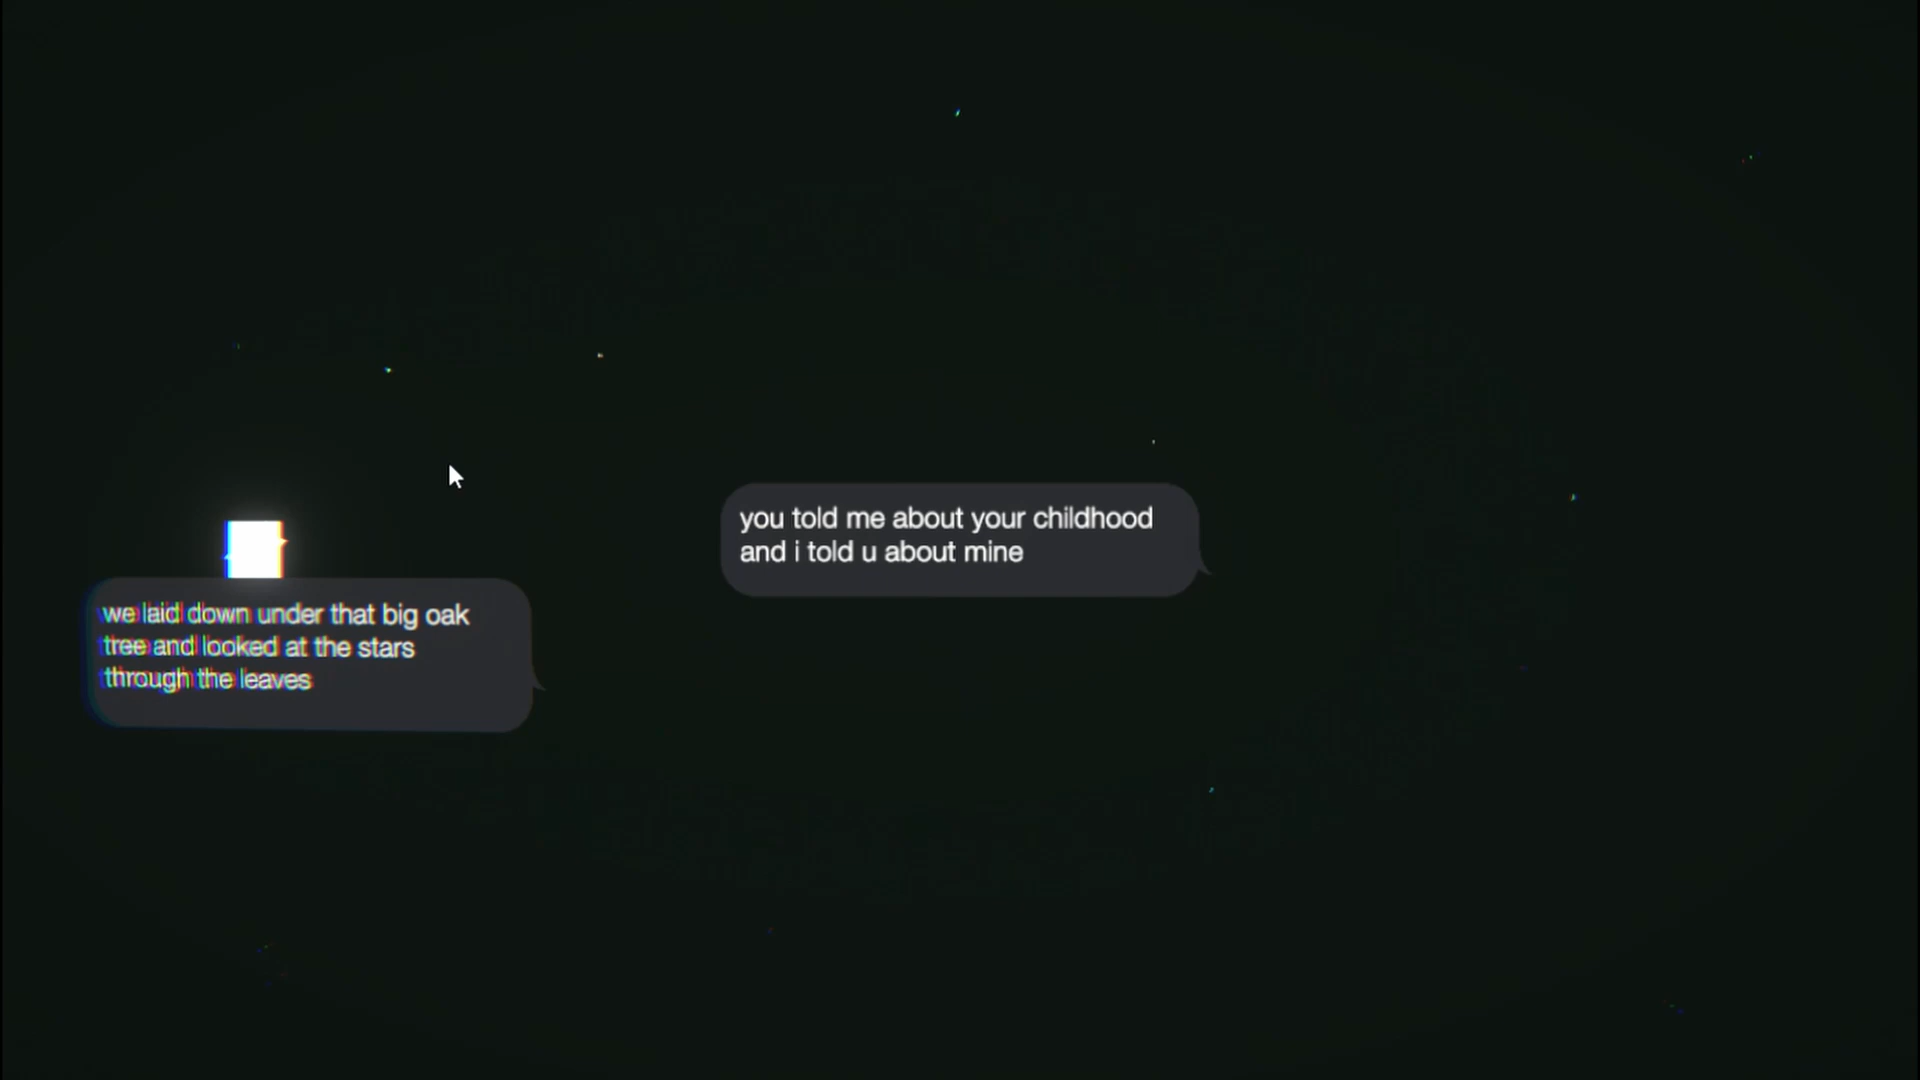 we laid down under that big oak
tree and looked at the stars
through the leaves
you told me about your childhood
and i told u about mine